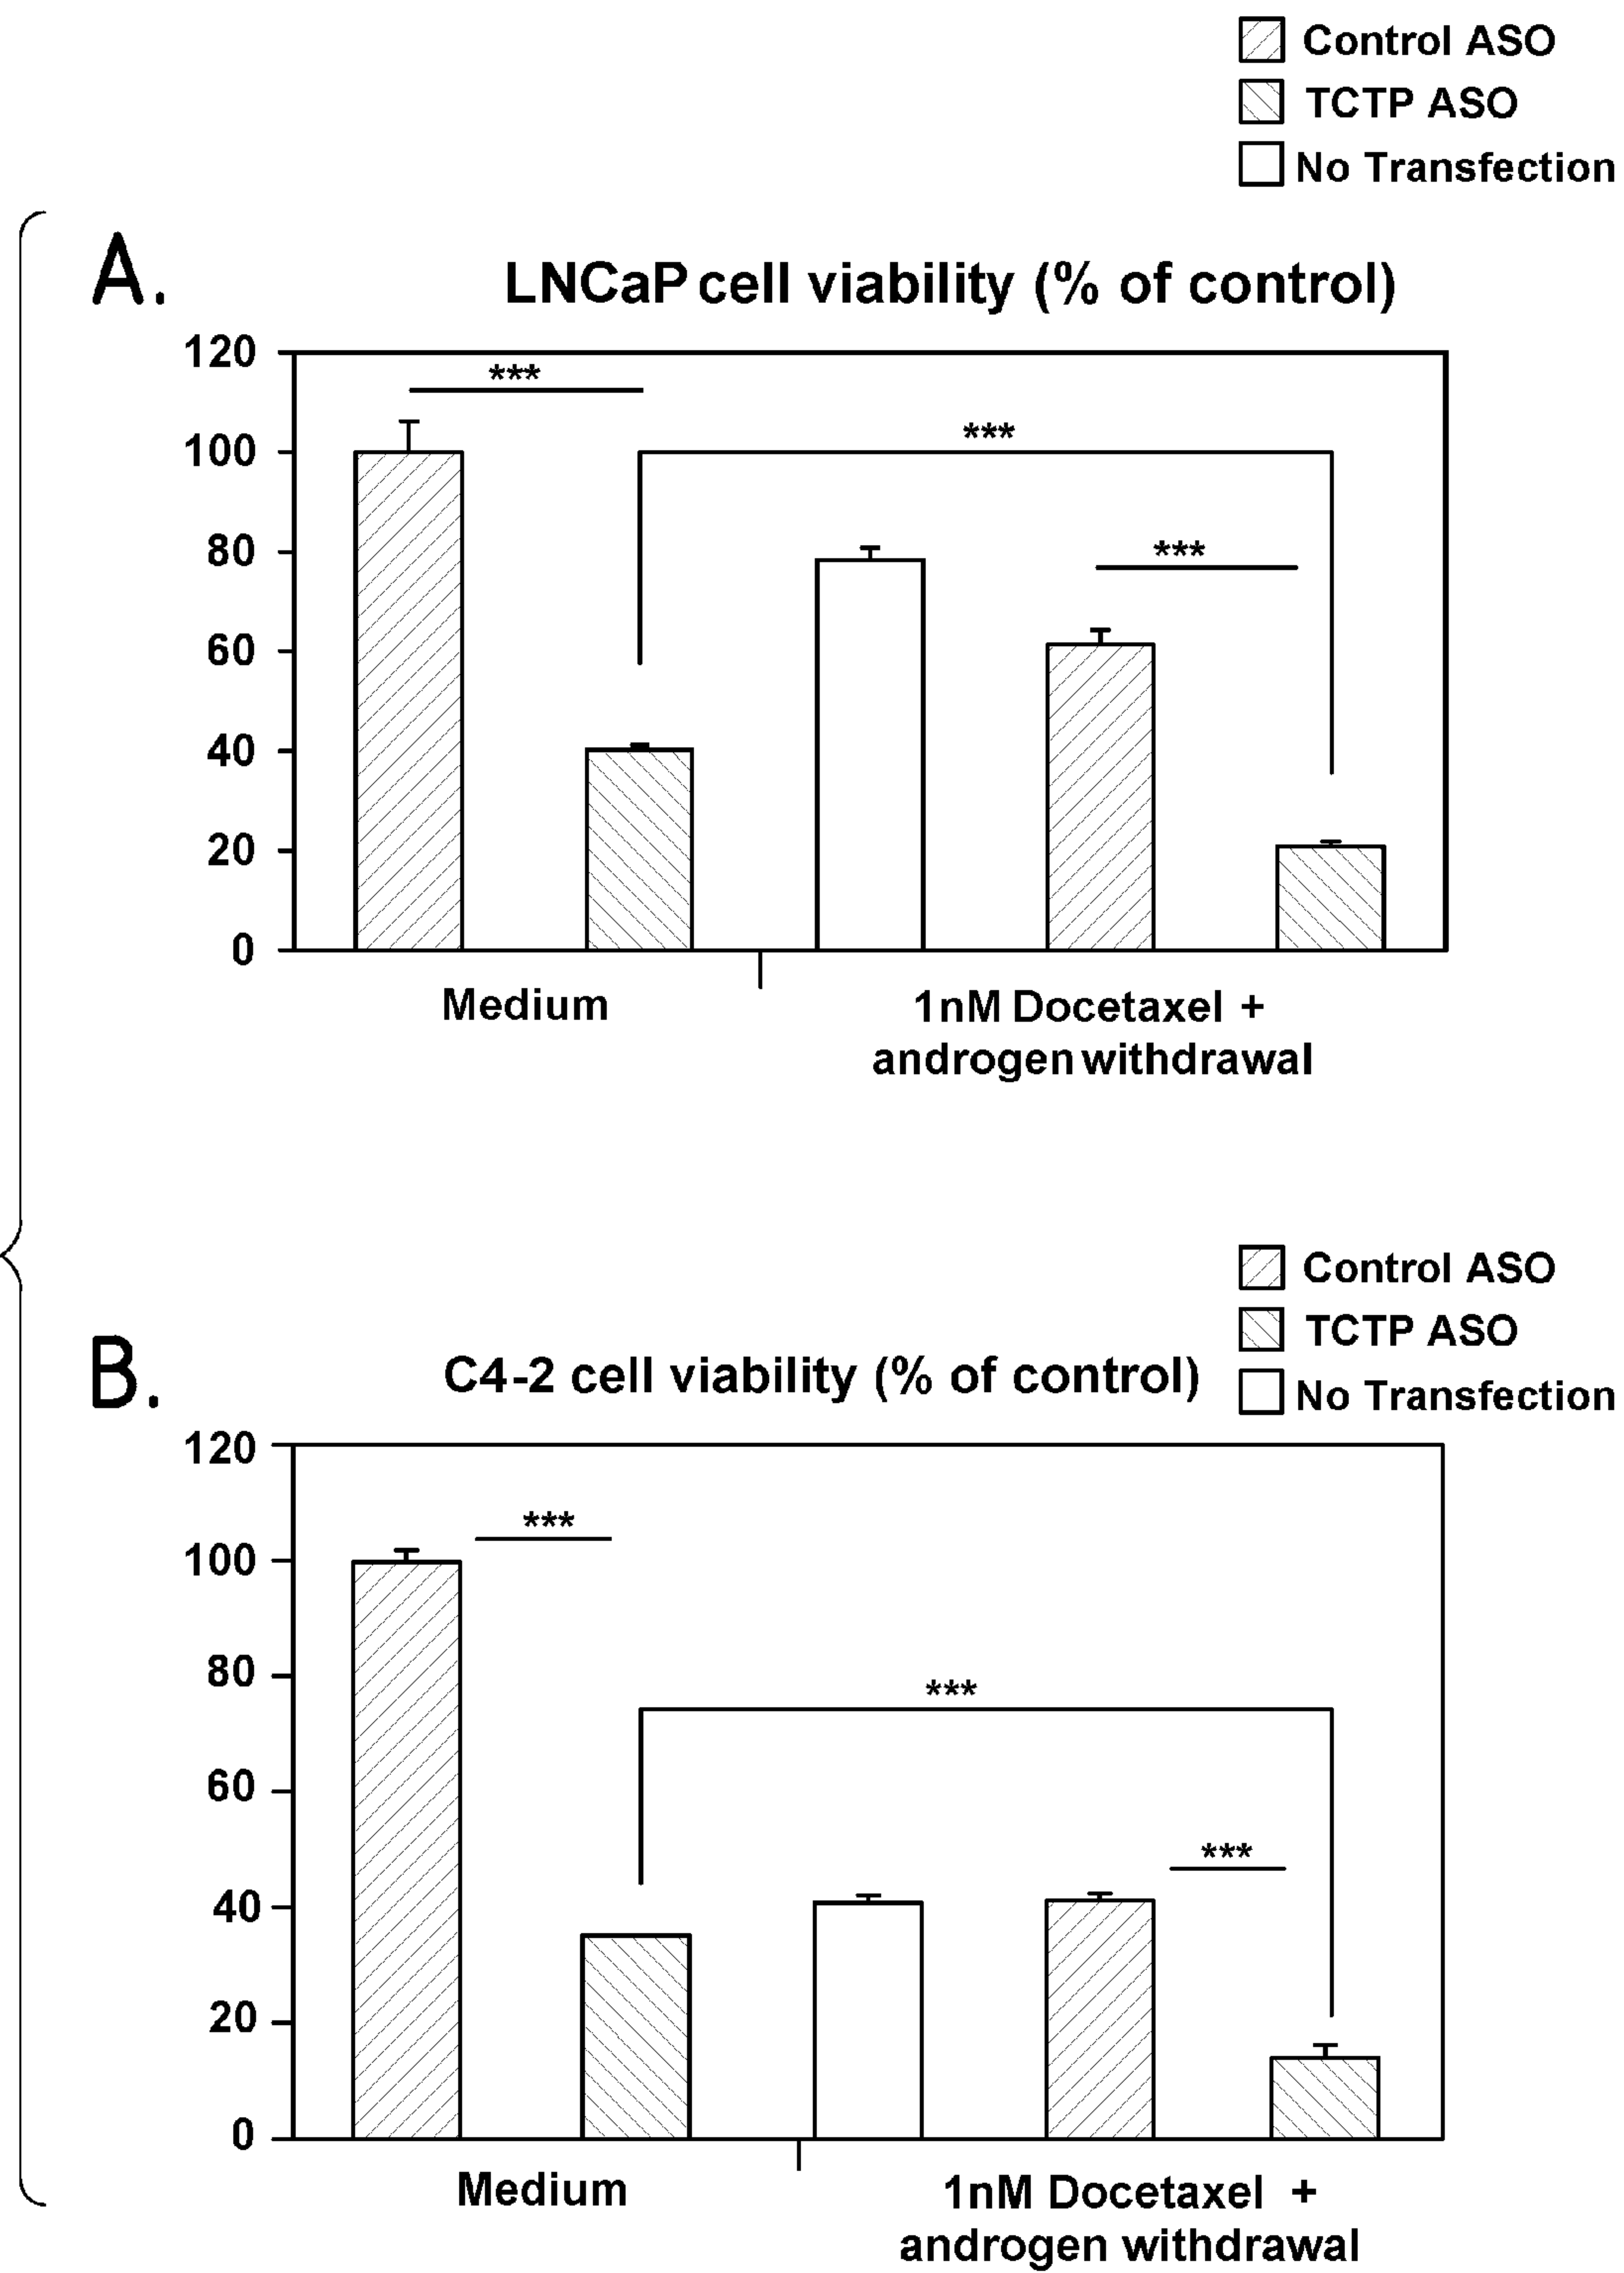 Control ASO
TCTP ASO
No Transfection
A.
LNCaP cell viability (% of control)
120
***
100
***
80
***
60
40
20
0
Medium
1nM Docetaxel +
androgen withdrawal
Control ASO
TCTP ASO
No Transfection
B.
C4-2 cell viability (% of control)
120
***
100
80
***
60
***
40
20
0
Medium
1nM Docetaxel +
androgen withdrawal